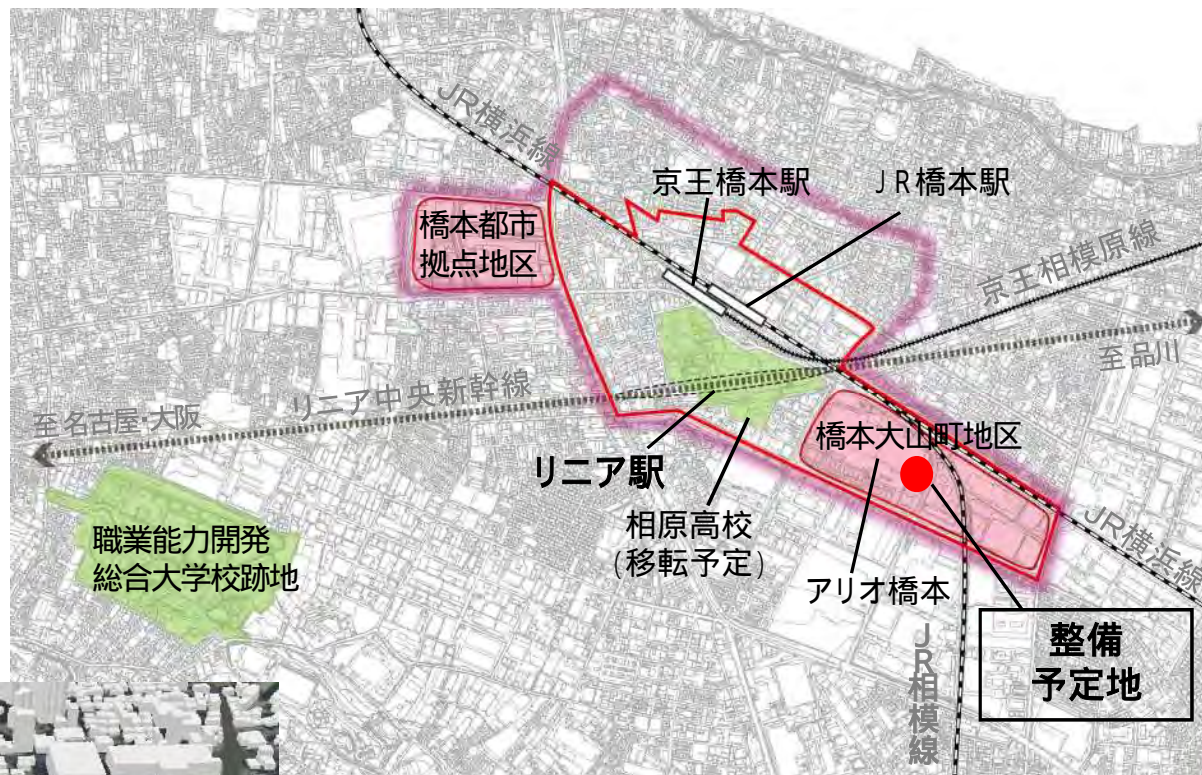 JR横浜線
京王橋本駅
JR橋本駅
橋本都市
拠点地区
京王相模原線
至品川
リニア中央新幹線
至名古屋・大阪
橋本大山町地区
リニア駅
相原高校
(移転予定)
職業能力開発
総合大学校跡地
アリオ橋本
JR横浜線
JR相模線
整備
予定地